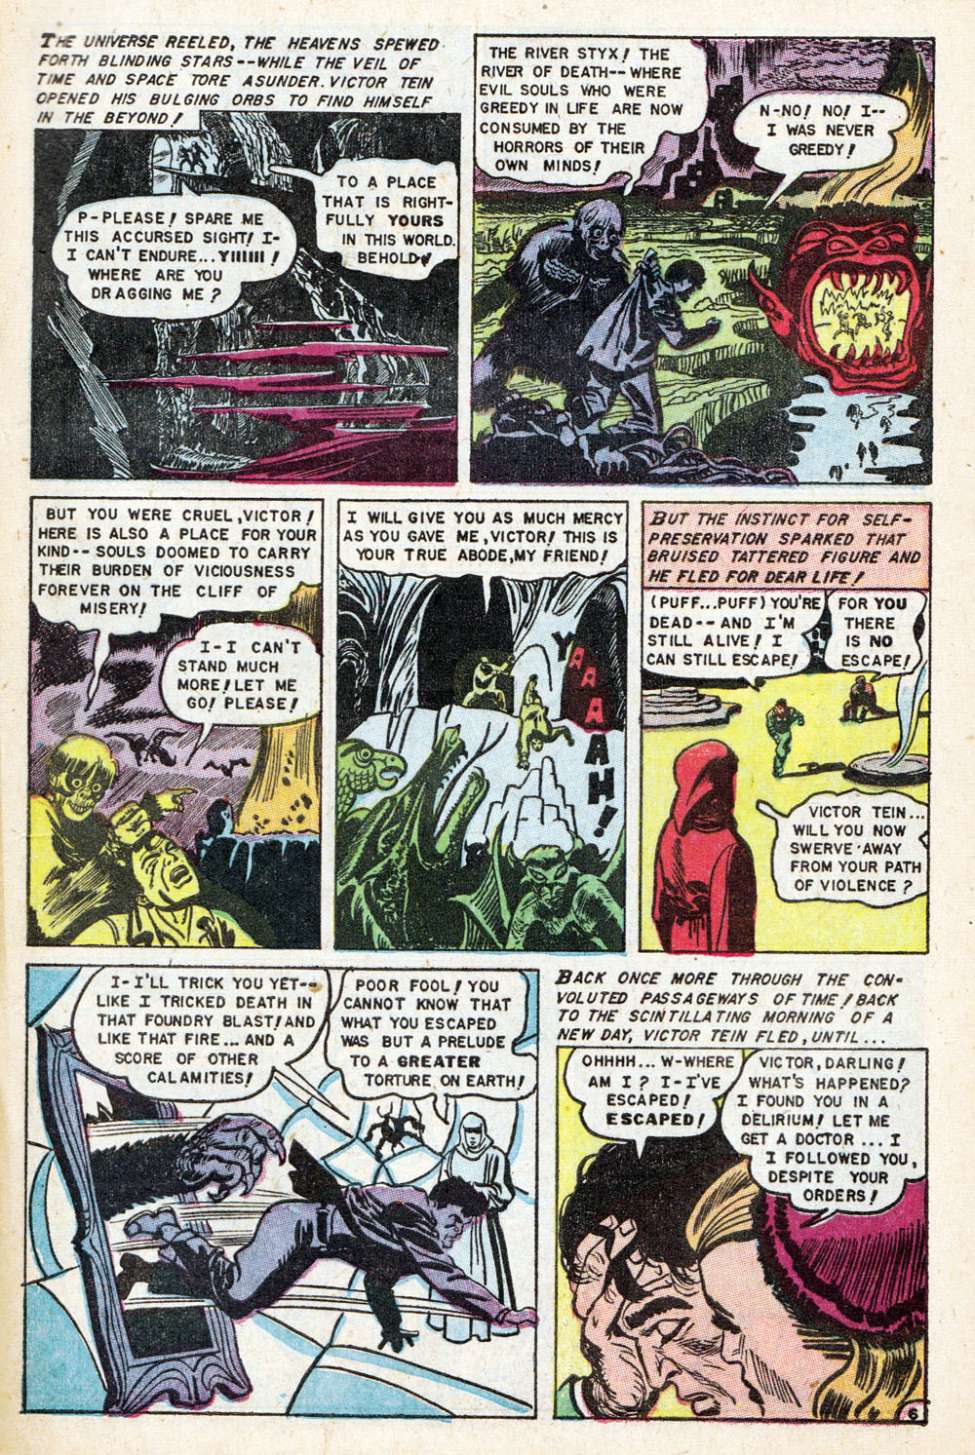 THE UNIVERSE REELED, THE HEAVENS SPEWED
FORTH BLINDING STARS--WHILE THE VEIL OF
TIME AND SPACE TORE ASUNDER. VICTOR TEIN
OPENED HIS BULGING ORBS TO FIND HIMSELF
IN THE BEYOND!
P-PLEASE! SPARE ME
THIS ACCURSED SIGHT! I-
I CAN'T ENDURE...YIIIIII!
WHERE ARE YOU
DRAGGING ME?
TO A PLACE
THAT IS RIGHT-
FULLY YOURS
IN THIS WORLD.
BEHOLD!
THE RIVER STYX! THE
RIVER OF DEATH--WHERE
EVIL SOULS WHO WERE
GREEDY IN LIFE ARE NOW
CONSUMED BY THE
HORRORS OF THEIR
OWN MINDS!
N-NO! NO! I--
I WAS NEVER
GREEDY!
BUT YOU WERE CRUEL, VICTOR!
HERE IS ALSO A PLACE FOR YOUR
KIND--SOULS DOOMED TO CARRY
THEIR BURDEN OF VICIOUSNESS
FOREVER ON THE CLIFF OF
MISERY!
I-I CAN'T
STAND MUCH
MORE! LET ME
GO! PLEASE!
I WILL GIVE YOU AS MUCH MERCY
AS YOU GAVE ME, VICTOR! THIS IS
YOUR TRUE ABODE, MY FRIEND!
YAAAAAH!
BUT THE INSTINCT FOR SELF-
PRESERVATION SPARKED THAT
BRUISED TATTERED FIGURE AND
HE FLED FOR DEAR LIFE!
(PUFF...PUFF) YOU'RE
DEAD--AND I'M
STILL ALIVE! I
CAN STILL ESCAPE!
FOR YOU
THERE
IS NO
ESCAPE!
VICTOR TEIN...
WILL YOU NOW
SWERVE AWAY
FROM YOUR PATH
OF VIOLENCE?
I-I'LL TRICK YOU YET--
LIKE I TRICKED DEATH IN
THAT FOUNDRY BLAST! AND
LIKE THAT FIRE...AND A
SCORE OF OTHER
CALAMITIES!
POOR FOOL! YOU
CANNOT KNOW THAT
WHAT YOU ESCAPED
WAS BUT A PRELUDE
TO A GREATER
TORTURE ON EARTH!
BACK ONCE MORE THROUGH THE CON-
VOLUTED PASSAGEWAYS OF TIME! BACK
TO THE SCINTILLATING MORNING OF A
NEW DAY, VICTOR TEIN FLED, UNTIL...
OHHHH... W-WHERE
AM I? I-I'VE
ESCAPED!
ESCAPED!
VICTOR, DARLING!
WHAT'S HAPPENED?
I FOUND YOU IN A
DELIRIUM! LET ME
GET A DOCTOR...I
I FOLLOWED YOU,
DESPITE YOUR
ORDERS!
6